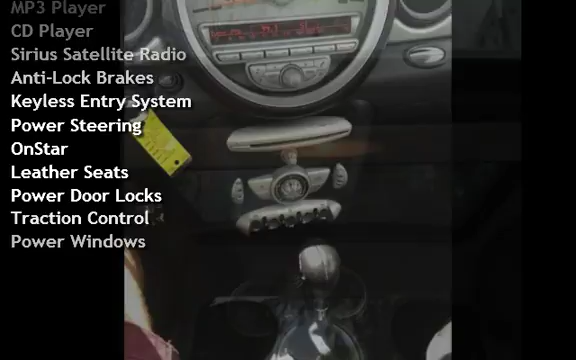 MP3 Player
CD Player
Sirius Satellite Radio
Anti-Lock Brakes
Keyless Entry System
Power Steering
OnStar
Leather Seats
Power Door Locks
Traction Control
Power Windows